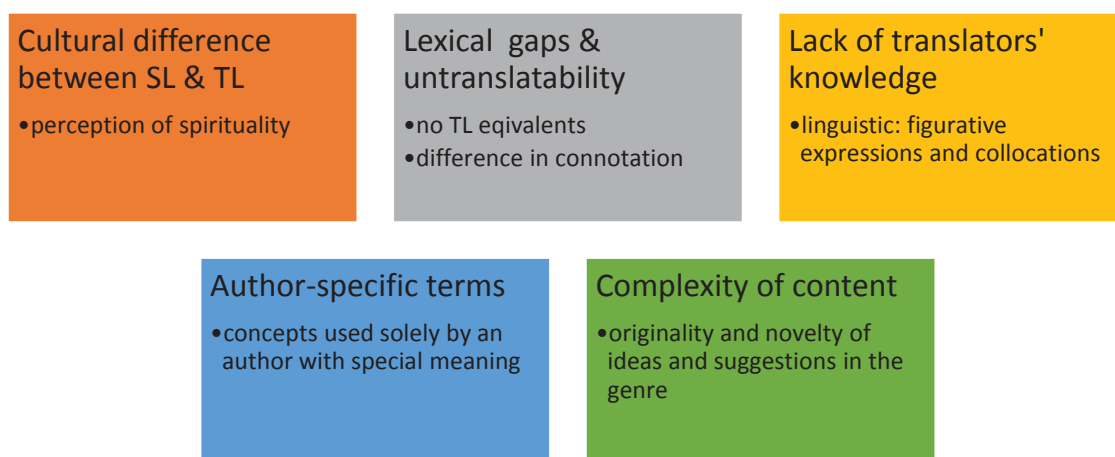 Cultural difference
between SL & TL
•perception of spirituality
Lexical gaps &
untranslatability
•no TL eqivalents
•difference in connotation
Lack of translators'
knowledge
•linguistic: figurative
expressions and collocations
Author-specific terms
•concepts used solely by an
author with special meaning
Complexity of content
•originality and novelty of
ideas and suggestions in the
genre